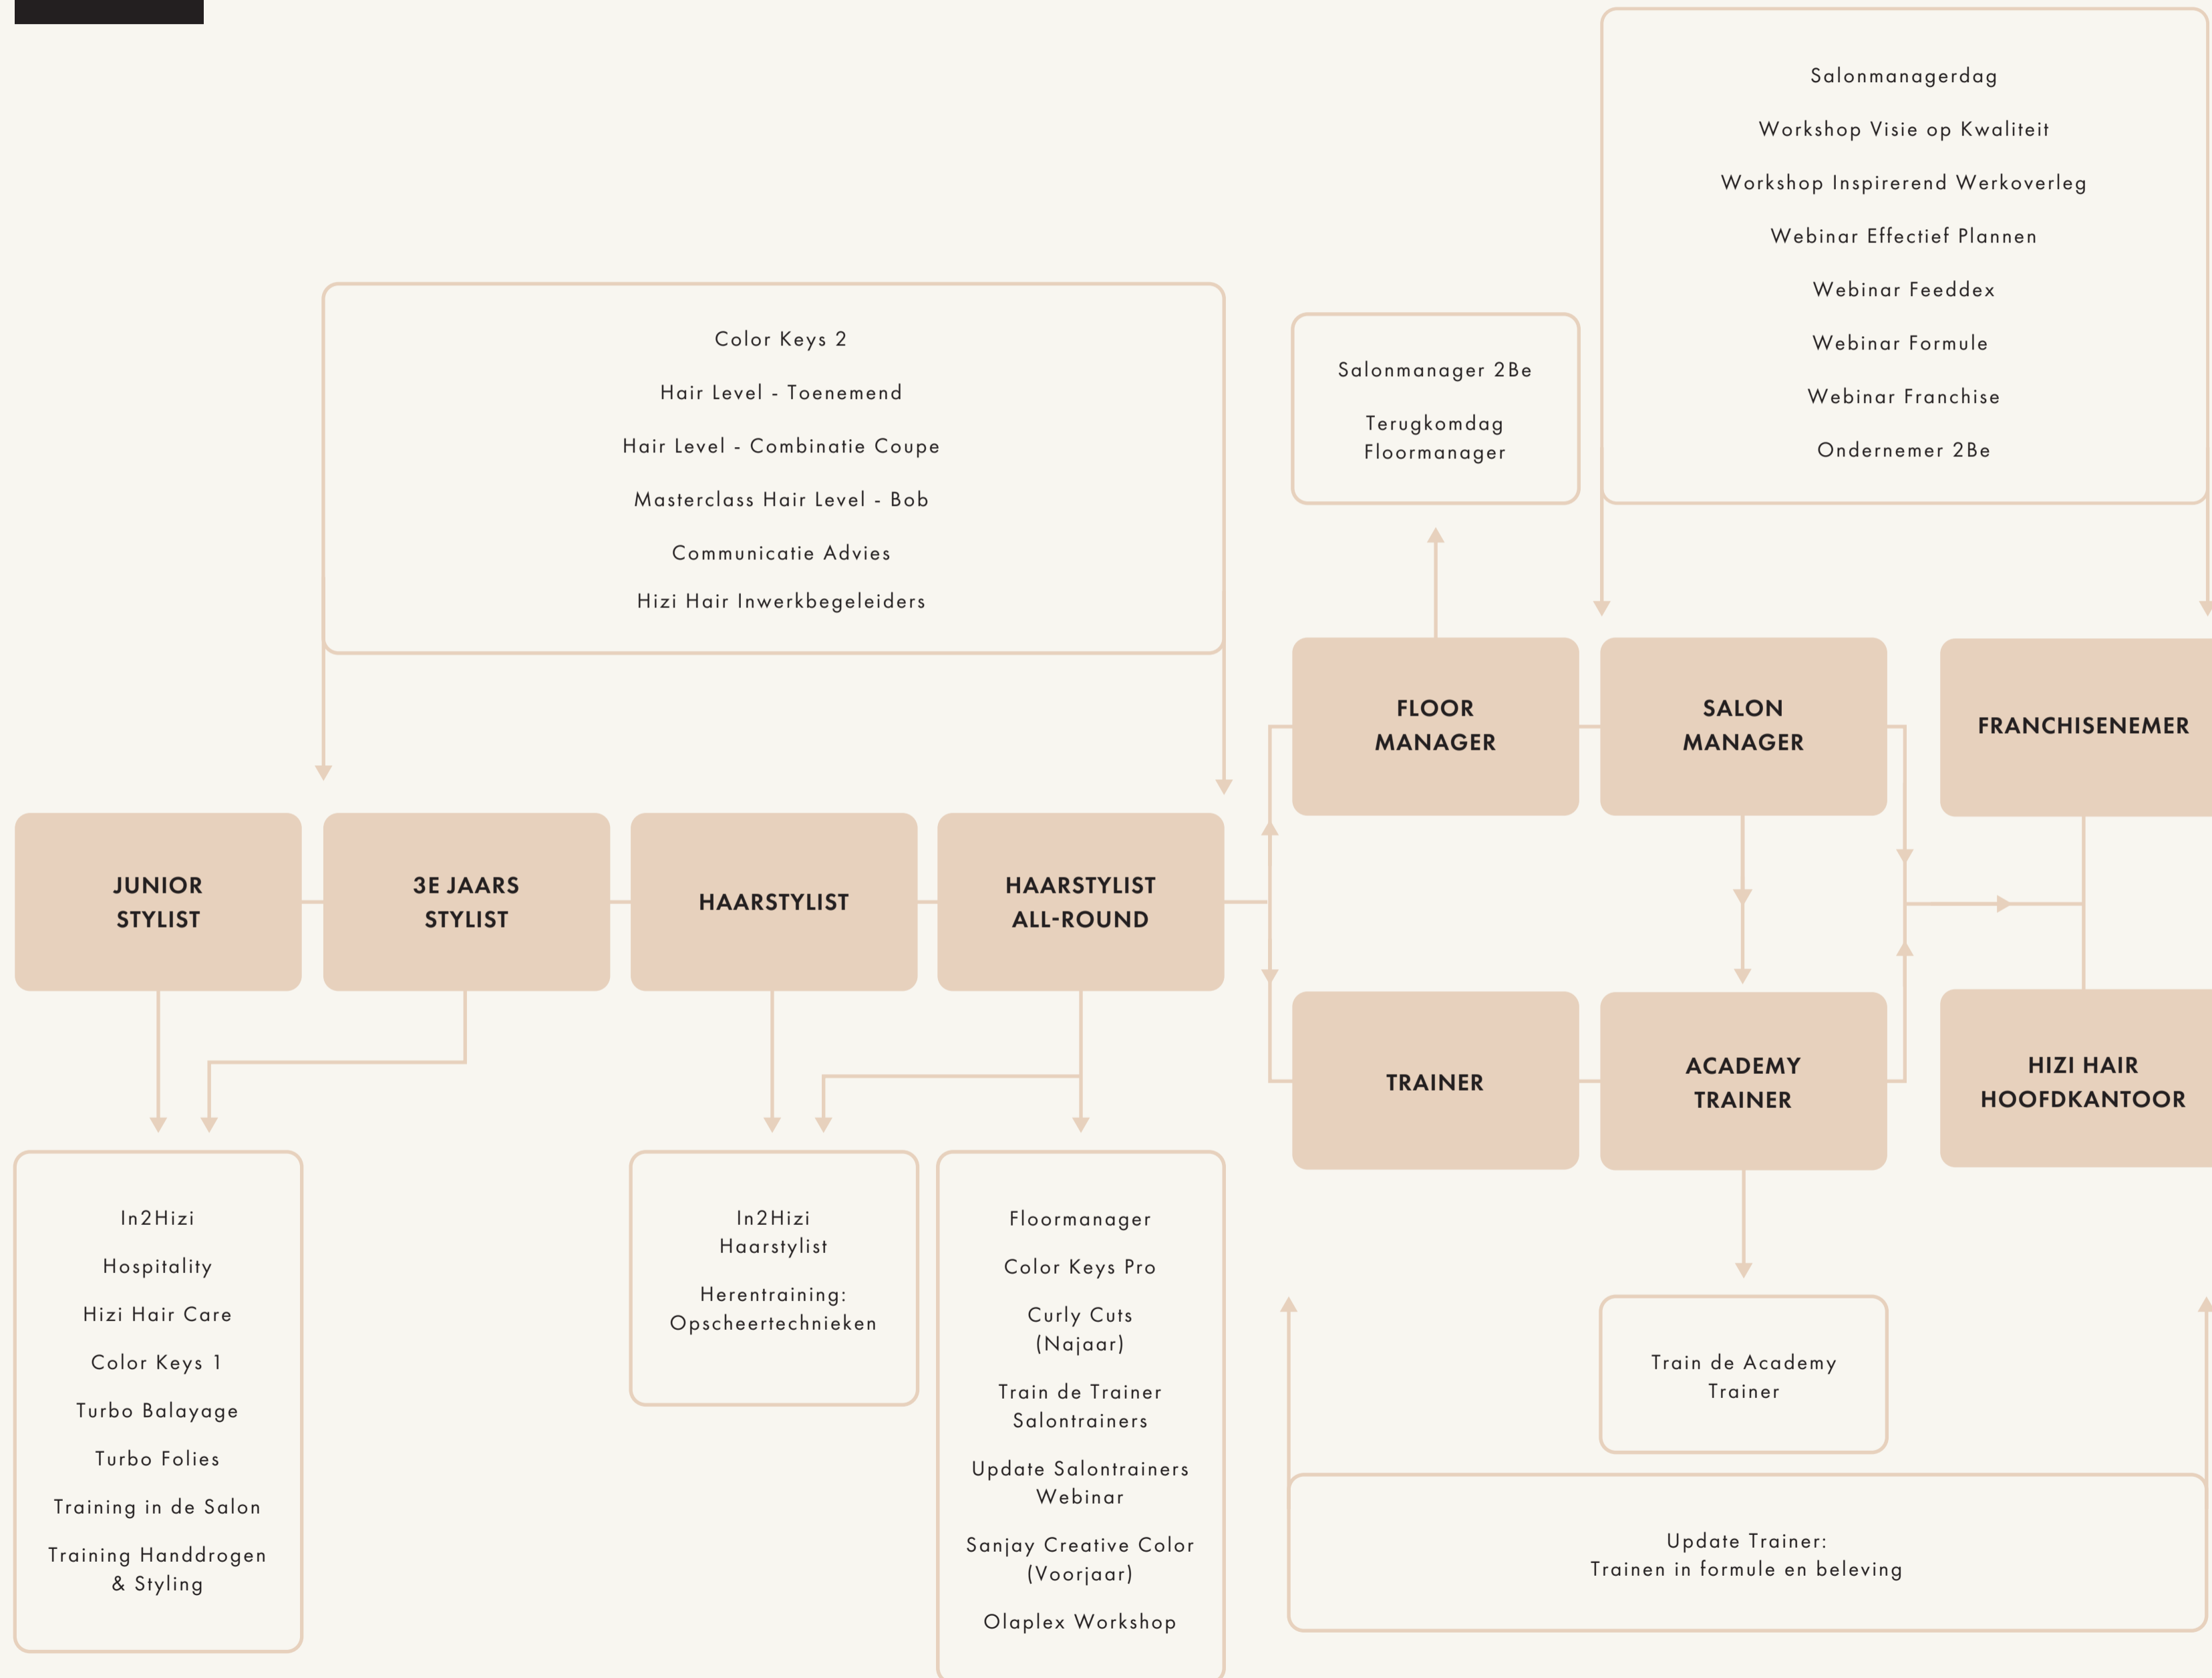 Salonmanagerdag
Workshop Visie op Kwaliteit
Workshop Inspirerend Werkoverleg
Webinar Effectief Plannen
Webinar Feeddex
Webinar Formule
Webinar Franchise
Ondernemer 2Be
Color Keys 2
Hair Level - Toenemend
Hair Level - Combinatie Coupe
Masterclass Hair Level - Bob
Communicatie Advies
Hizi Hair Inwerkbegeleiders
Salonmanager 2Be
Terugkomdag
Floormanager
FLOOR
MANAGER
SALON
MANAGER
FRANCHISENEMER
JUNIOR
STYLIST
3E JAARS
STYLIST
HAARSTYLIST
HAARSTYLIST
ALL-ROUND
TRAINER
ACADEMY
TRAINER
HIZI HAIR
HOOFDKANTOOR
In2Hizi
Hospitality
Hizi Hair Care
Color Keys 1
Turbo Balayage
Turbo Folies
Training in de Salon
Training Handdrogen
& Styling
In2Hizi
Haarstylist
Herentraining:
Opscheertechnieken
Floormanager
Color Keys Pro
Curly Cuts
(Najaar)
Train de Trainer
Salontrainers
Update Salontrainers
Webinar
Sanjay Creative Color
(Voorjaar)
Olaplex Workshop
Train de Academy
Trainer
Update Trainer:
Trainen in formule en beleving